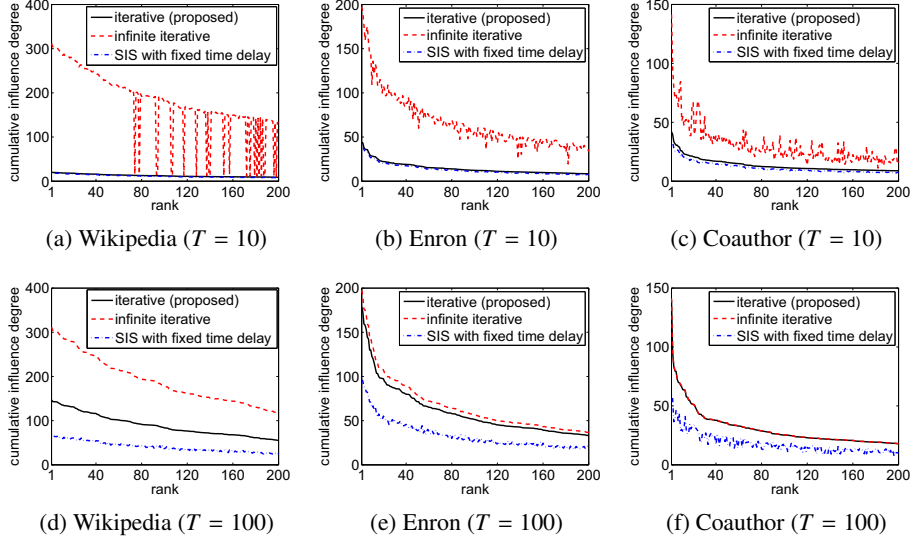 cumulative influence degree
400
300
200
100
0
iterative (proposed)
infinite iterative
SIS with fixed time delay
1 40 80 120 160 200
rank
(a) Wikipedia (T = 10)
cumulative influence degree
200
150
100
50
0
iterative (proposed)
infinite iterative
SIS with fixed time delay
1 40 80 120 160 200
rank
(b) Enron (T = 10)
cumulative influence degree
150
100
50
0
iterative (proposed)
infinite iterative
SIS with fixed time delay
1 40 80 120 160 200
rank
(c) Coauthor (T = 10)
cumulative influence degree
400
300
200
100
0
iterative (proposed)
infinite iterative
SIS with fixed time delay
1 40 80 120 160 200
rank
(d) Wikipedia (T = 100)
cumulative influence degree
200
150
100
50
0
iterative (proposed)
infinite iterative
SIS with fixed time delay
1 40 80 120 160 200
rank
(e) Enron (T = 100)
cumulative influence degree
150
100
50
0
iterative (proposed)
infinite iterative
SIS with fixed time delay
1 40 80 120 160 200
rank
(f) Coauthor (T = 100)